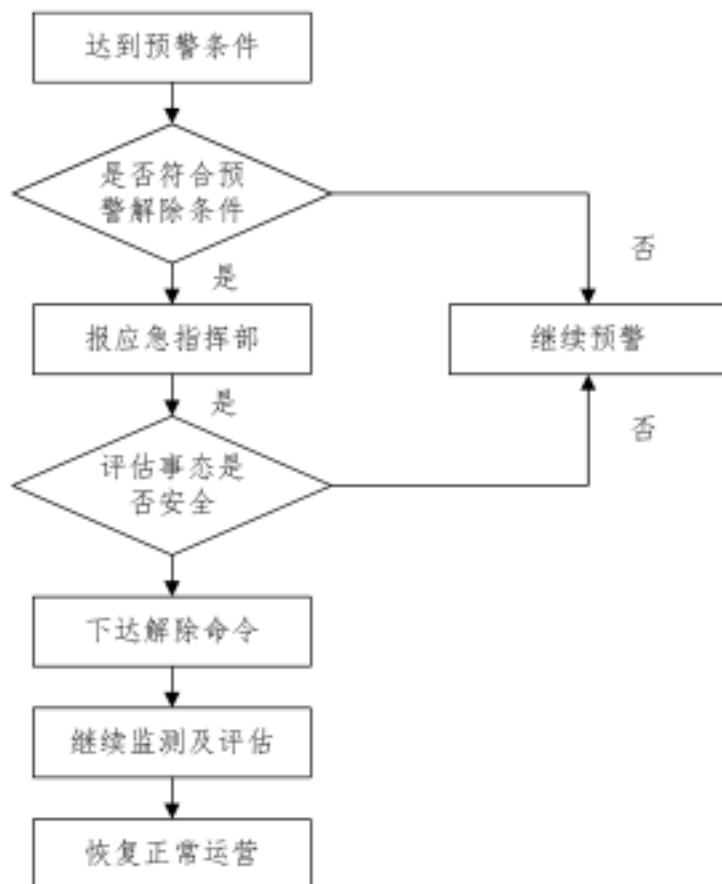 达到预警条件
是否符合预
警解除条件
否
是
报应急指挥部
继续预警
是
否
评估事态是
否安全
下达解除命令
继续监测及评估
恢复正常运营